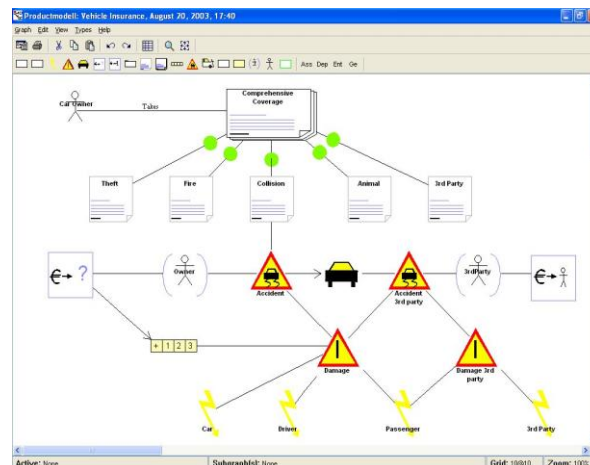 Productmodell: Vehicle Insurance, August 20, 2003, 17:40
Graph Edit View Types Help
Ass Dep Ent Ge
Car Owner
Takes
Comprehensive
Coverage
Theft
Fire
Collision
Animal
3rd Party
€ ?
Owner
Accident
Accident
3rd party
3rdParty
€
+ 1 2 3
Damage
Damage 3rd
party
Car
Driver
Passenger
3rd Party
Active: None
Subgraph(s): None
Grid: 10@10
Zoom: 100%